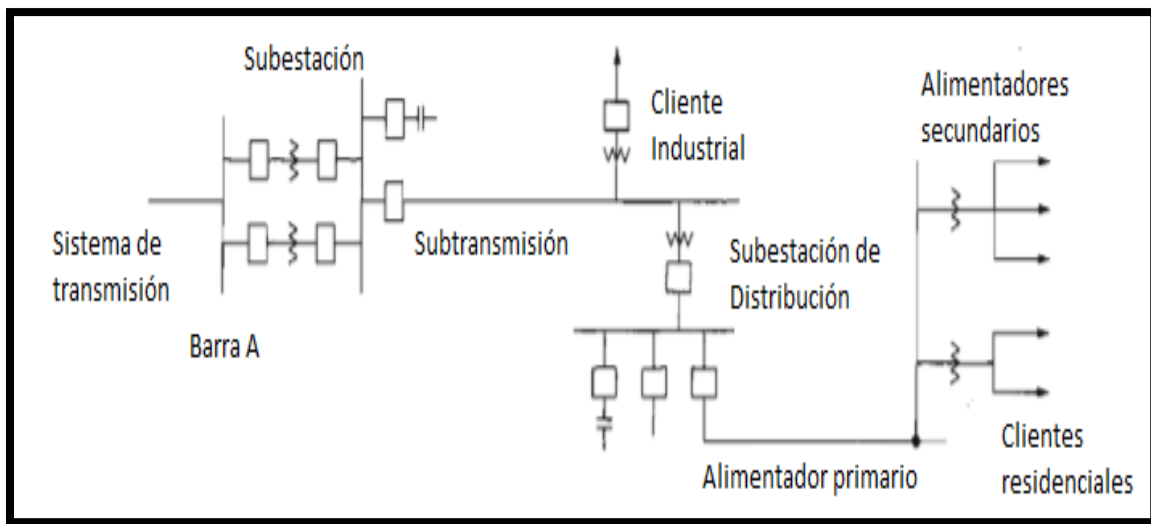 Subestación
Cliente
Industrial
Alimentadores
secundarios
Sistema de
transmisión
Subtransmisión
Subestación de
Distribución
Barra A
Alimentador primario
Clientes
residenciales